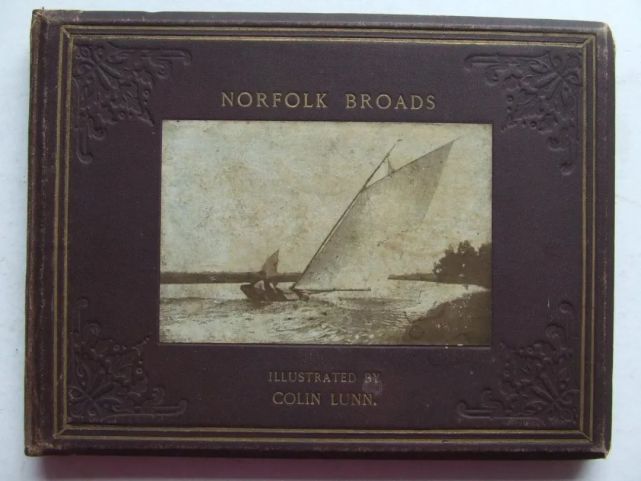 NORFOLK BROADS
ILLUSTRATED BY
COLIN LUNN.